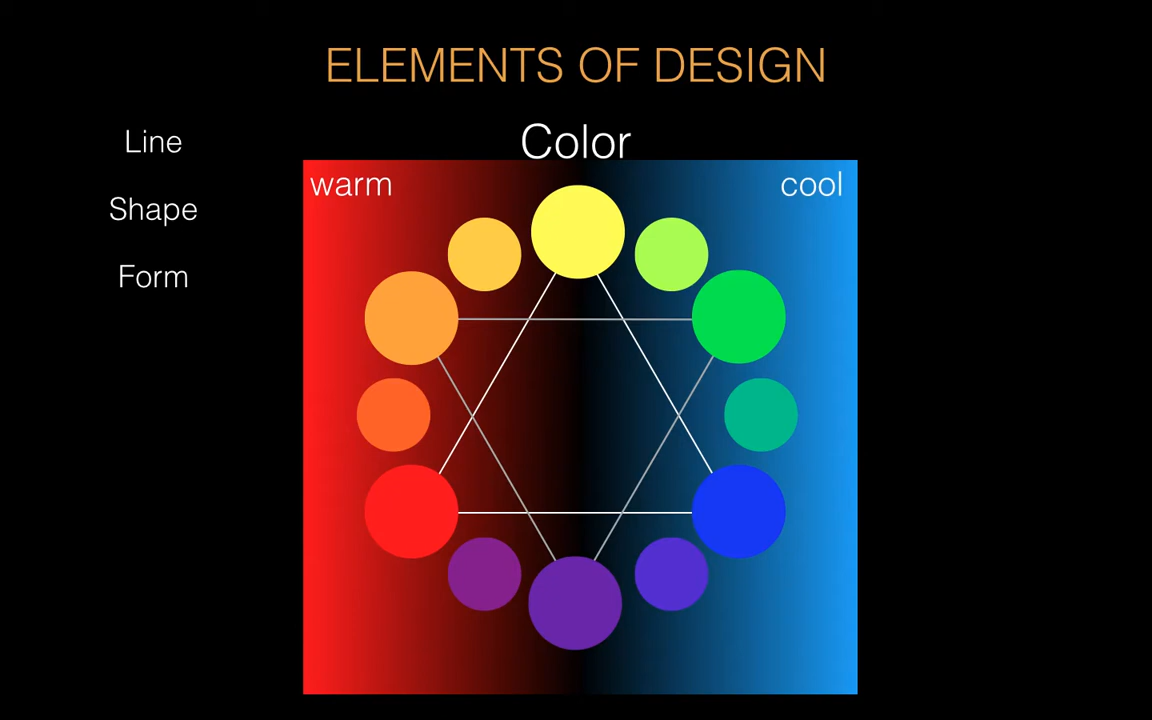 ELEMENTS OF DESIGN
Line
Shape
Form
Color
warm
cool